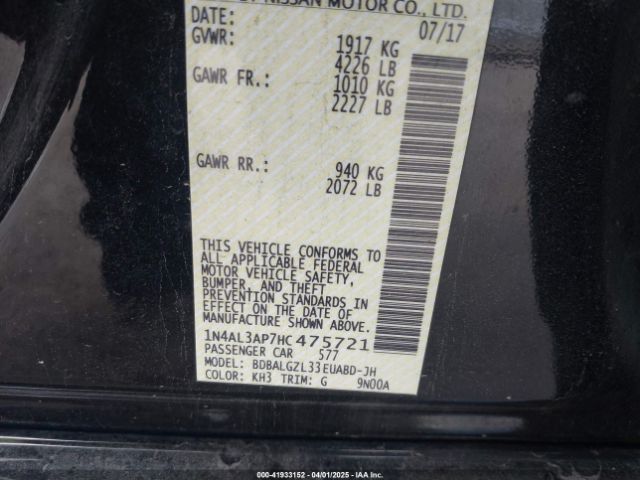 NISSAN MOTOR CO., LTD.
DATE: 07/17
GVWR: 1917 KG
4226 LB
GAWR FR.: 1010 KG
2227 LB
GAWR RR.: 940 KG
2072 LB
THIS VEHICLE CONFORMS TO
ALL APPLICABLE FEDERAL
MOTOR VEHICLE SAFETY,
BUMPER, AND THEFT
PREVENTION STANDARDS IN
EFFECT ON THE DATE OF
MANUFACTURE SHOWN ABOVE.
1N4AL3AP7HC475721
PASSENGER CAR 577
MODEL: BDBALGZL33EUABD-JH
COLOR: KH3 TRIM: G 9N00A
000-41933152 - 04/01/2025 - IAA Inc.